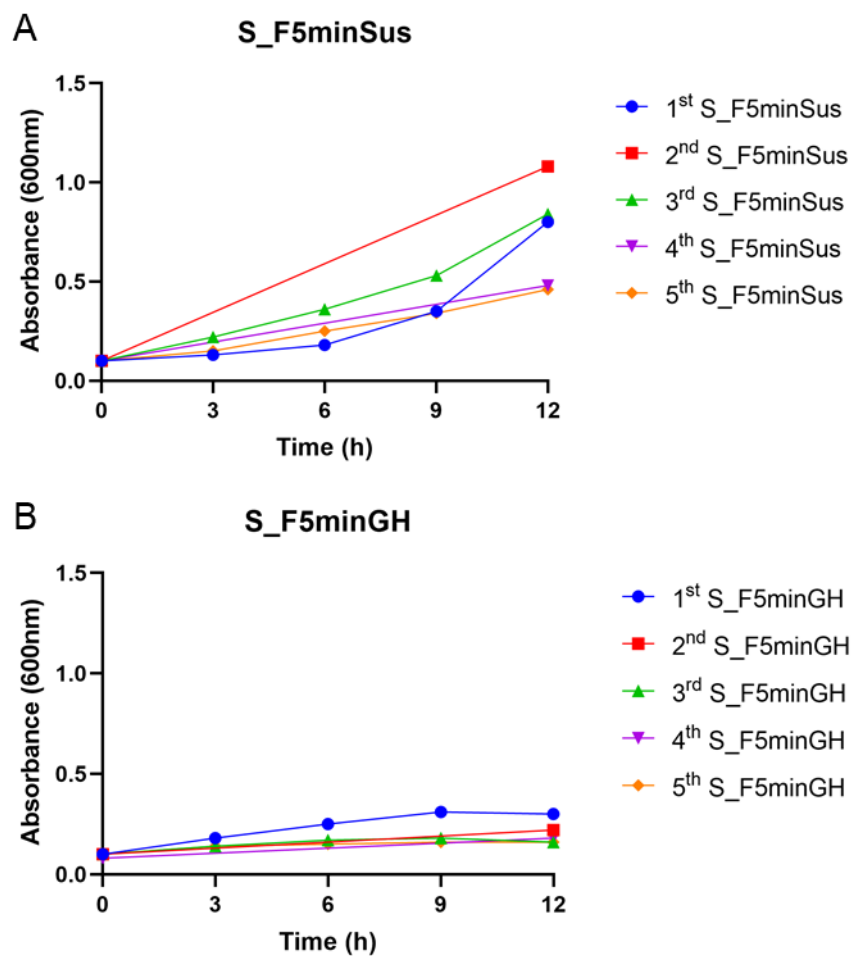 A
S_F5minSus
1.5
1.0
0.5
0.0
Absorbance (600nm)
0 3 6 9 12
Time (h)
1st S_F5minSus
2nd S_F5minSus
3rd S_F5minSus
4th S_F5minSus
5th S_F5minSus
B
S_F5minGH
1.5
1.0
0.5
0.0
Absorbance (600nm)
0 3 6 9 12
Time (h)
1st S_F5minGH
2nd S_F5minGH
3rd S_F5minGH
4th S_F5minGH
5th S_F5minGH